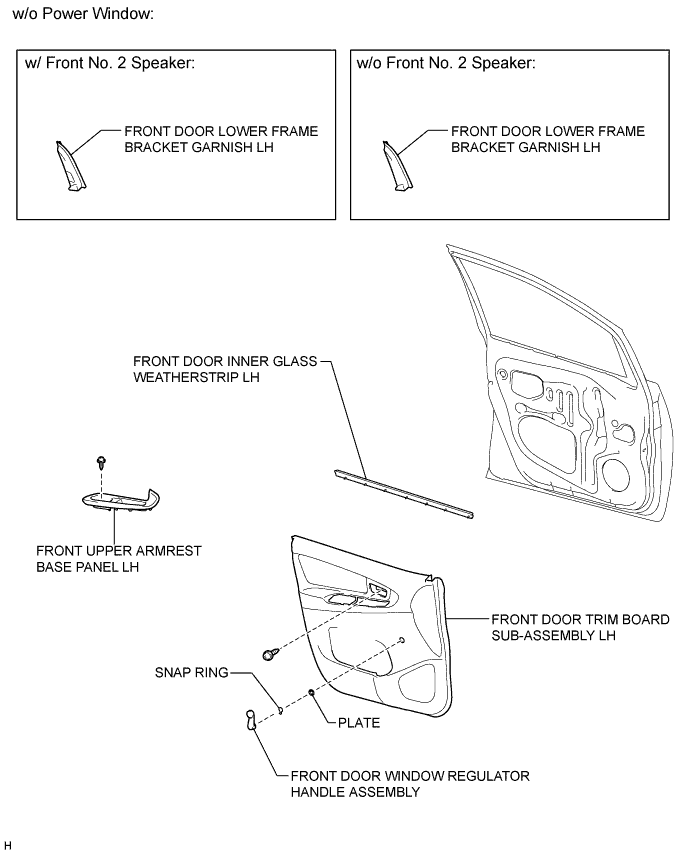 w/o Power Window:
w/ Front No. 2 Speaker:
FRONT DOOR LOWER FRAME
BRACKET GARNISH LH
w/o Front No. 2 Speaker:
FRONT DOOR LOWER FRAME
BRACKET GARNISH LH
FRONT DOOR INNER GLASS
WEATHERSTRIP LH
FRONT UPPER ARMREST
BASE PANEL LH
FRONT DOOR TRIM BOARD
SUB-ASSEMBLY LH
SNAP RING
PLATE
FRONT DOOR WINDOW REGULATOR
HANDLE ASSEMBLY
H